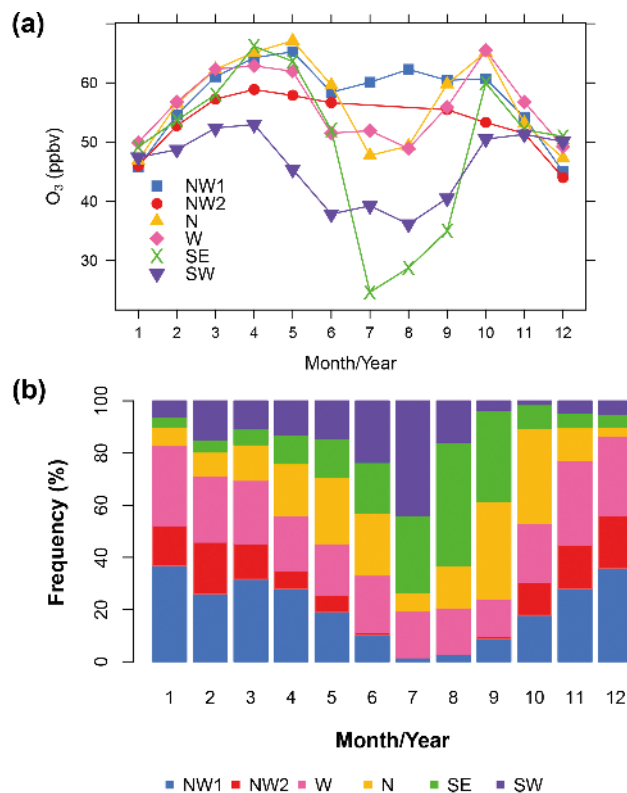 (a)
O3 (ppbv)
60
50
40
30
NW1
NW2
N
W
SE
SW
1 2 3 4 5 6 7 8 9 10 11 12
Month/Year
(b)
Frequency (%)
100
80
60
40
20
0
1 2 3 4 5 6 7 8 9 10 11 12
Month/Year
NW1 NW2 W N SE SW